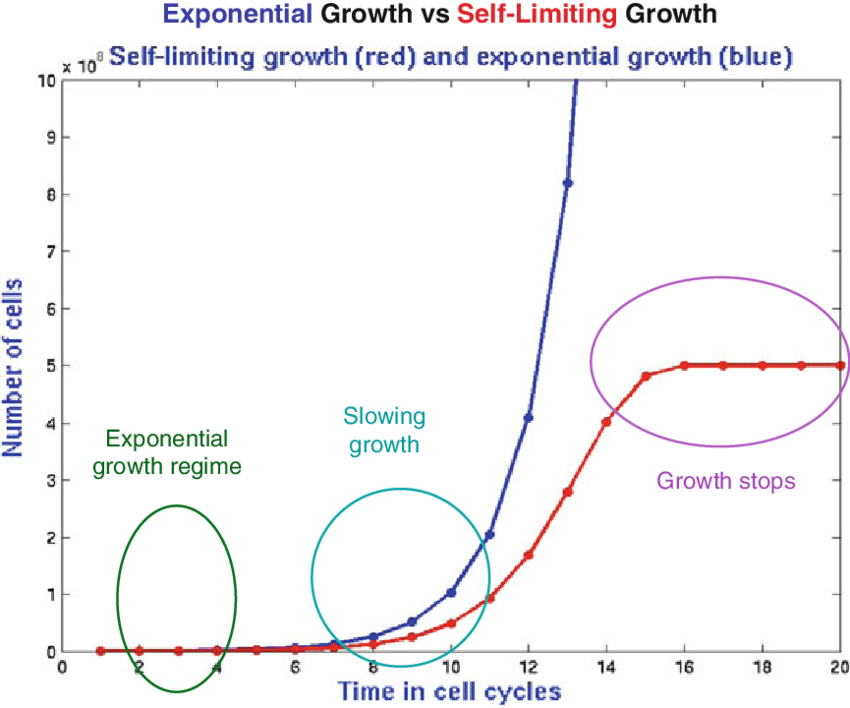 Exponential Growth vs Self-Limiting Growth
x 10⁸ Self-limiting growth (red) and exponential growth (blue)
10
9
8
7
6
5
4
3
2
1
0
Number of cells
Exponential
growth regime
Slowing
growth
Growth stops
0 2 4 6 8 10 12 14 16 18 20
Time in cell cycles